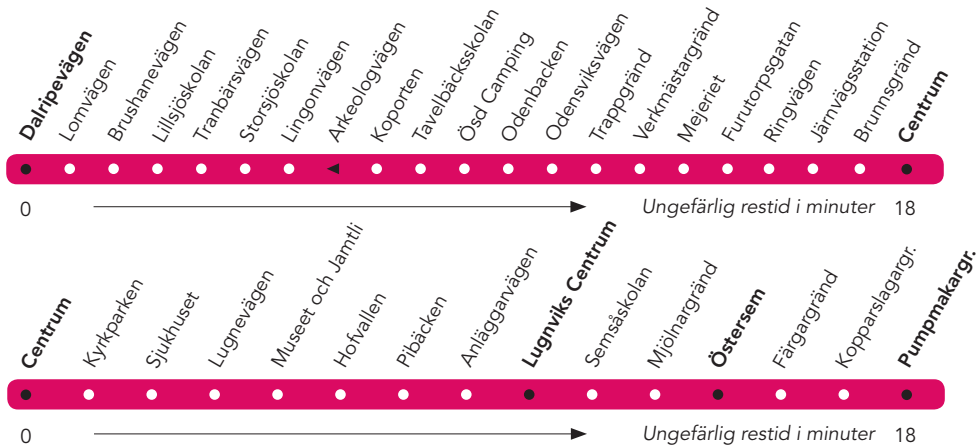 Dalripevägen
Lomvägen
Brushanevägen
Lillsjöskolan
Tranbärsvägen
Storsjöskolan
Lingonvägen
Arkeologvägen
Koporten
Tavelbäcksskolan
Ösd Camping
Odenbacken
Odensviksvägen
Trappgränd
Verkmästargränd
Mejeriet
Furutorpsgatan
Ringvägen
Järnvägsstation
Brunnsgränd
Centrum
0 Ungefärlig restid i minuter 18
Centrum
Kyrkparken
Sjukhuset
Lugnevägen
Museet och Jamtli
Hofvallen
Pibäcken
Anläggarvägen
Lugnviks Centrum
Semsåskolan
Mjölnargränd
Östersem
Färgargränd
Kopparslagargr.
Pumpmakargr.
0 Ungefärlig restid i minuter 18